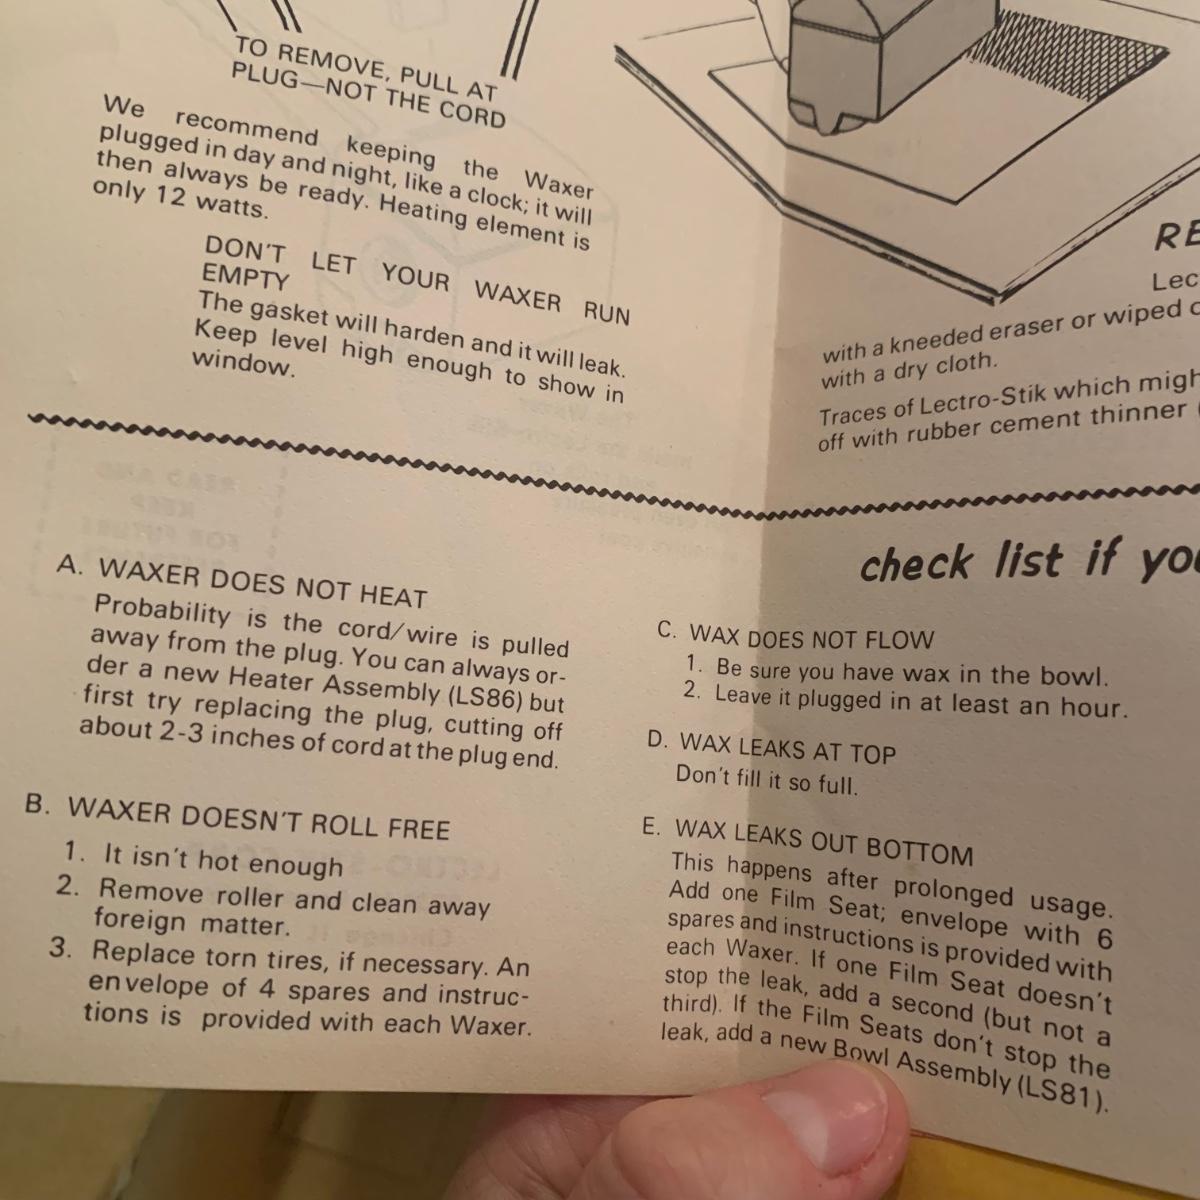 TO REMOVE, PULL AT
PLUG—NOT THE CORD
We recommend keeping the Waxer
plugged in day and night, like a clock; it will
then always be ready. Heating element is
only 12 watts.
DON'T LET YOUR WAXER RUN
EMPTY
The gasket will harden and it will leak.
Keep level high enough to show in
window.
RE
Lec
with a kneeded eraser or wiped
with a dry cloth.
Traces of Lectro-Stik which
off with rubber cement thinner
check list if
A. WAXER DOES NOT HEAT
Probability is the cord/wire is pulled
away from the plug. You can always or-
der a new Heater Assembly (LS86) but
first try replacing the plug, cutting off
about 2-3 inches of cord at the plug end.
B. WAXER DOESN'T ROLL FREE
1. It isn't hot enough
2. Remove roller and clean away
foreign matter.
3. Replace torn tires, if necessary. An
envelope of 4 spares and instruc-
tions is provided with each Waxer.
C. WAX DOES NOT FLOW
1. Be sure you have wax in the bowl.
2. Leave it plugged in at least an hour.
D. WAX LEAKS AT TOP
Don't fill it so full.
E. WAX LEAKS OUT BOTTOM
This happens after prolonged usage.
Add one Film Seat; envelope with 6
spares and instructions is provided with
each Waxer. If one Film Seat doesn't
stop the leak, add a second (but not a
third). If the Film Seats don't stop the
leak, add a new Bowl Assembly (LS81).